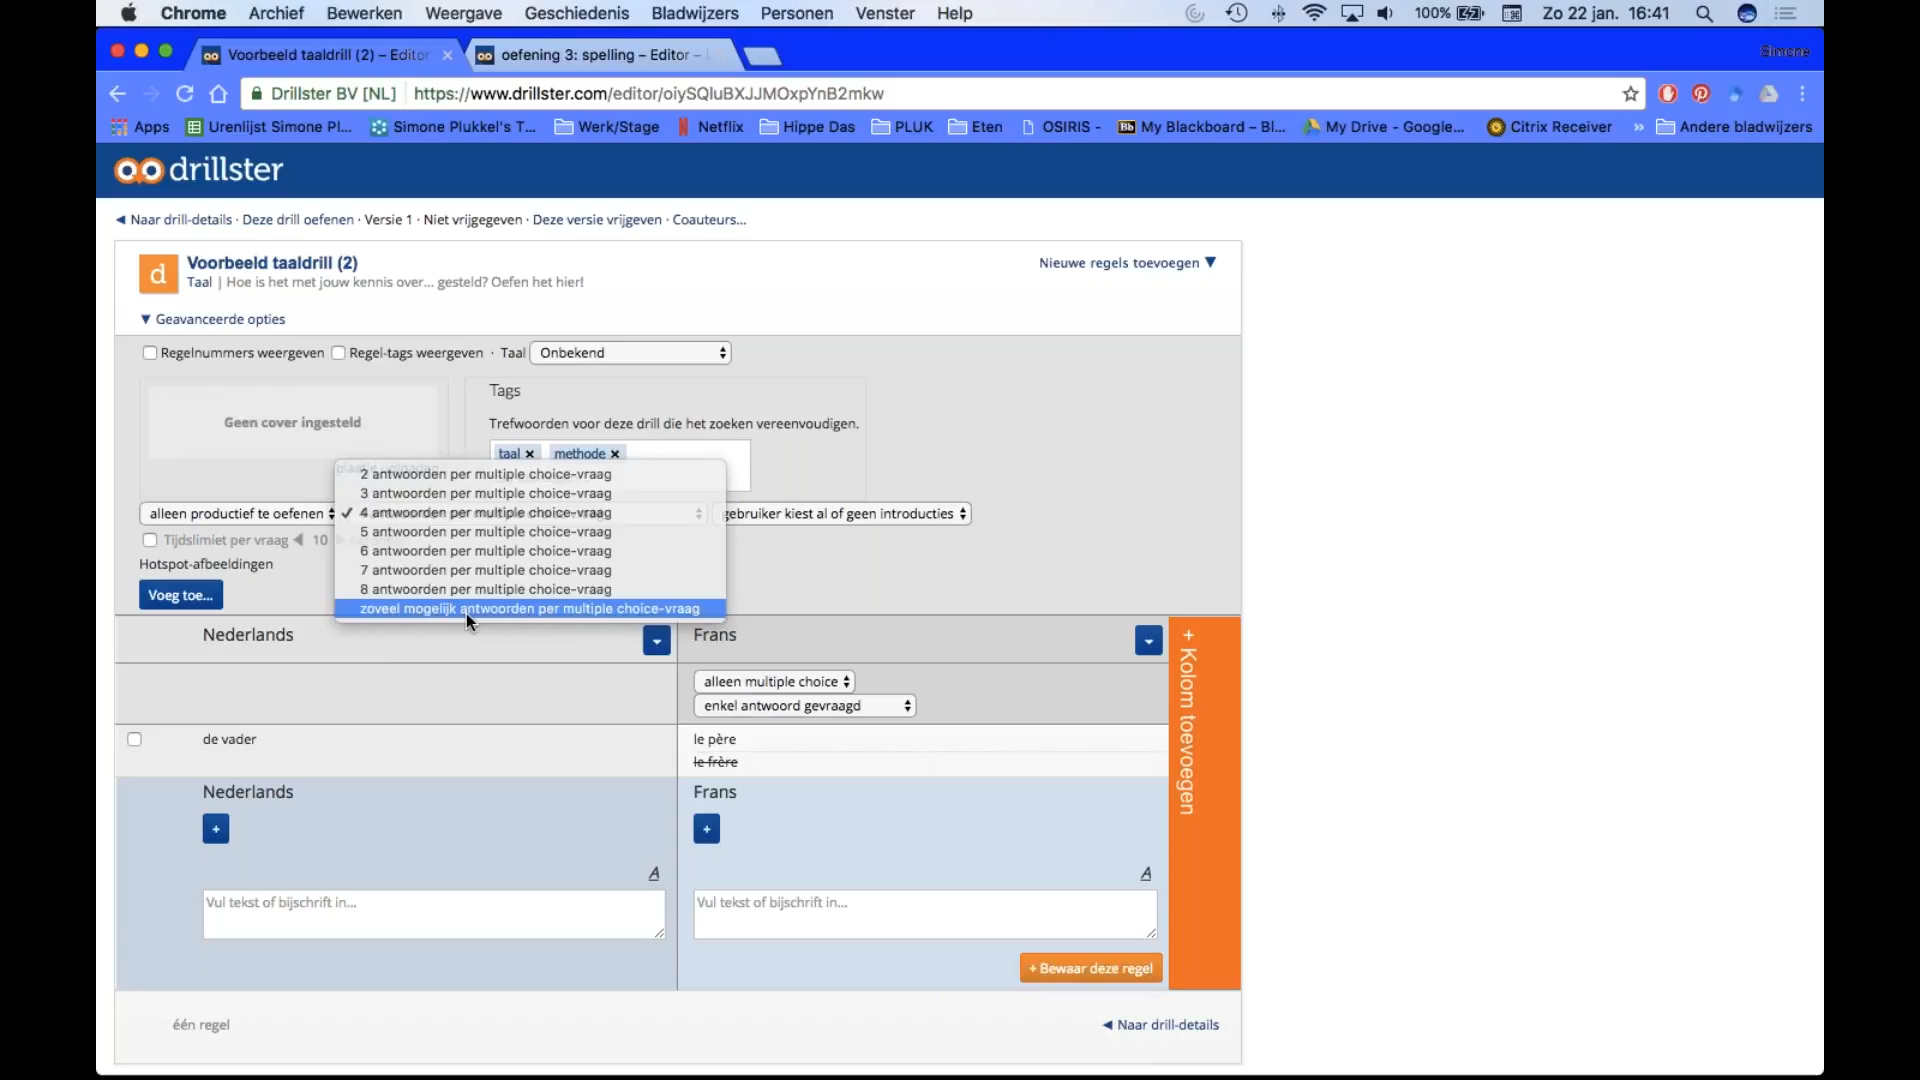 Chrome Archief Bewerken Weergave Geschiedenis Bladwijzers Personen Venster Help 100% Zo 22 jan. 16:41
Voorbeeld taaldrill (2) – Editor oefening 3: spelling – Editor – Simone
Drillster BV [NL] https://www.drillster.com/editor/oiySQIuBXJJMOxpYnB2mkw
Apps Urenlijst Simone Pl... Simone Plukkel's T... Werk/Stage Netflix Hippe Das PLUK Eten OSIRIS - Bb My Blackboard – Bl... My Drive - Google... Citrix Receiver » Andere bladwijzers
drillster
◀ Naar drill-details · Deze drill oefenen · Versie 1 · Niet vrijgegeven · Deze versie vrijgeven · Coauteurs...
d Voorbeeld taaldrill (2) Nieuwe regels toevoegen ▼
Taal | Hoe is het met jouw kennis over... gesteld? Oefen het hier!
▼ Geavanceerde opties
Regelnummers weergeven Regel-tags weergeven · Taal Onbekend
Tags
Geen cover ingesteld
Trefwoorden voor deze drill die het zoeken vereenvoudigen.
taal × methode ×
2 antwoorden per multiple choice-vraag
3 antwoorden per multiple choice-vraag
alleen productief te oefenen ✓ 4 antwoorden per multiple choice-vraag gebruiker kiest al of geen introducties
5 antwoorden per multiple choice-vraag
Tijdslimiet per vraag ◀ 10
6 antwoorden per multiple choice-vraag
Hotspot-afbeeldingen
7 antwoorden per multiple choice-vraag
8 antwoorden per multiple choice-vraag
Voeg toe...
zoveel mogelijk antwoorden per multiple choice-vraag
Nederlands Frans
+ Kolom toevoegen
alleen multiple choice
enkel antwoord gevraagd
de vader le père
le frère
Nederlands Frans
+ +
A A
Vul tekst of bijschrift in... Vul tekst of bijschrift in...
+ Bewaar deze regel
één regel ◀ Naar drill-details